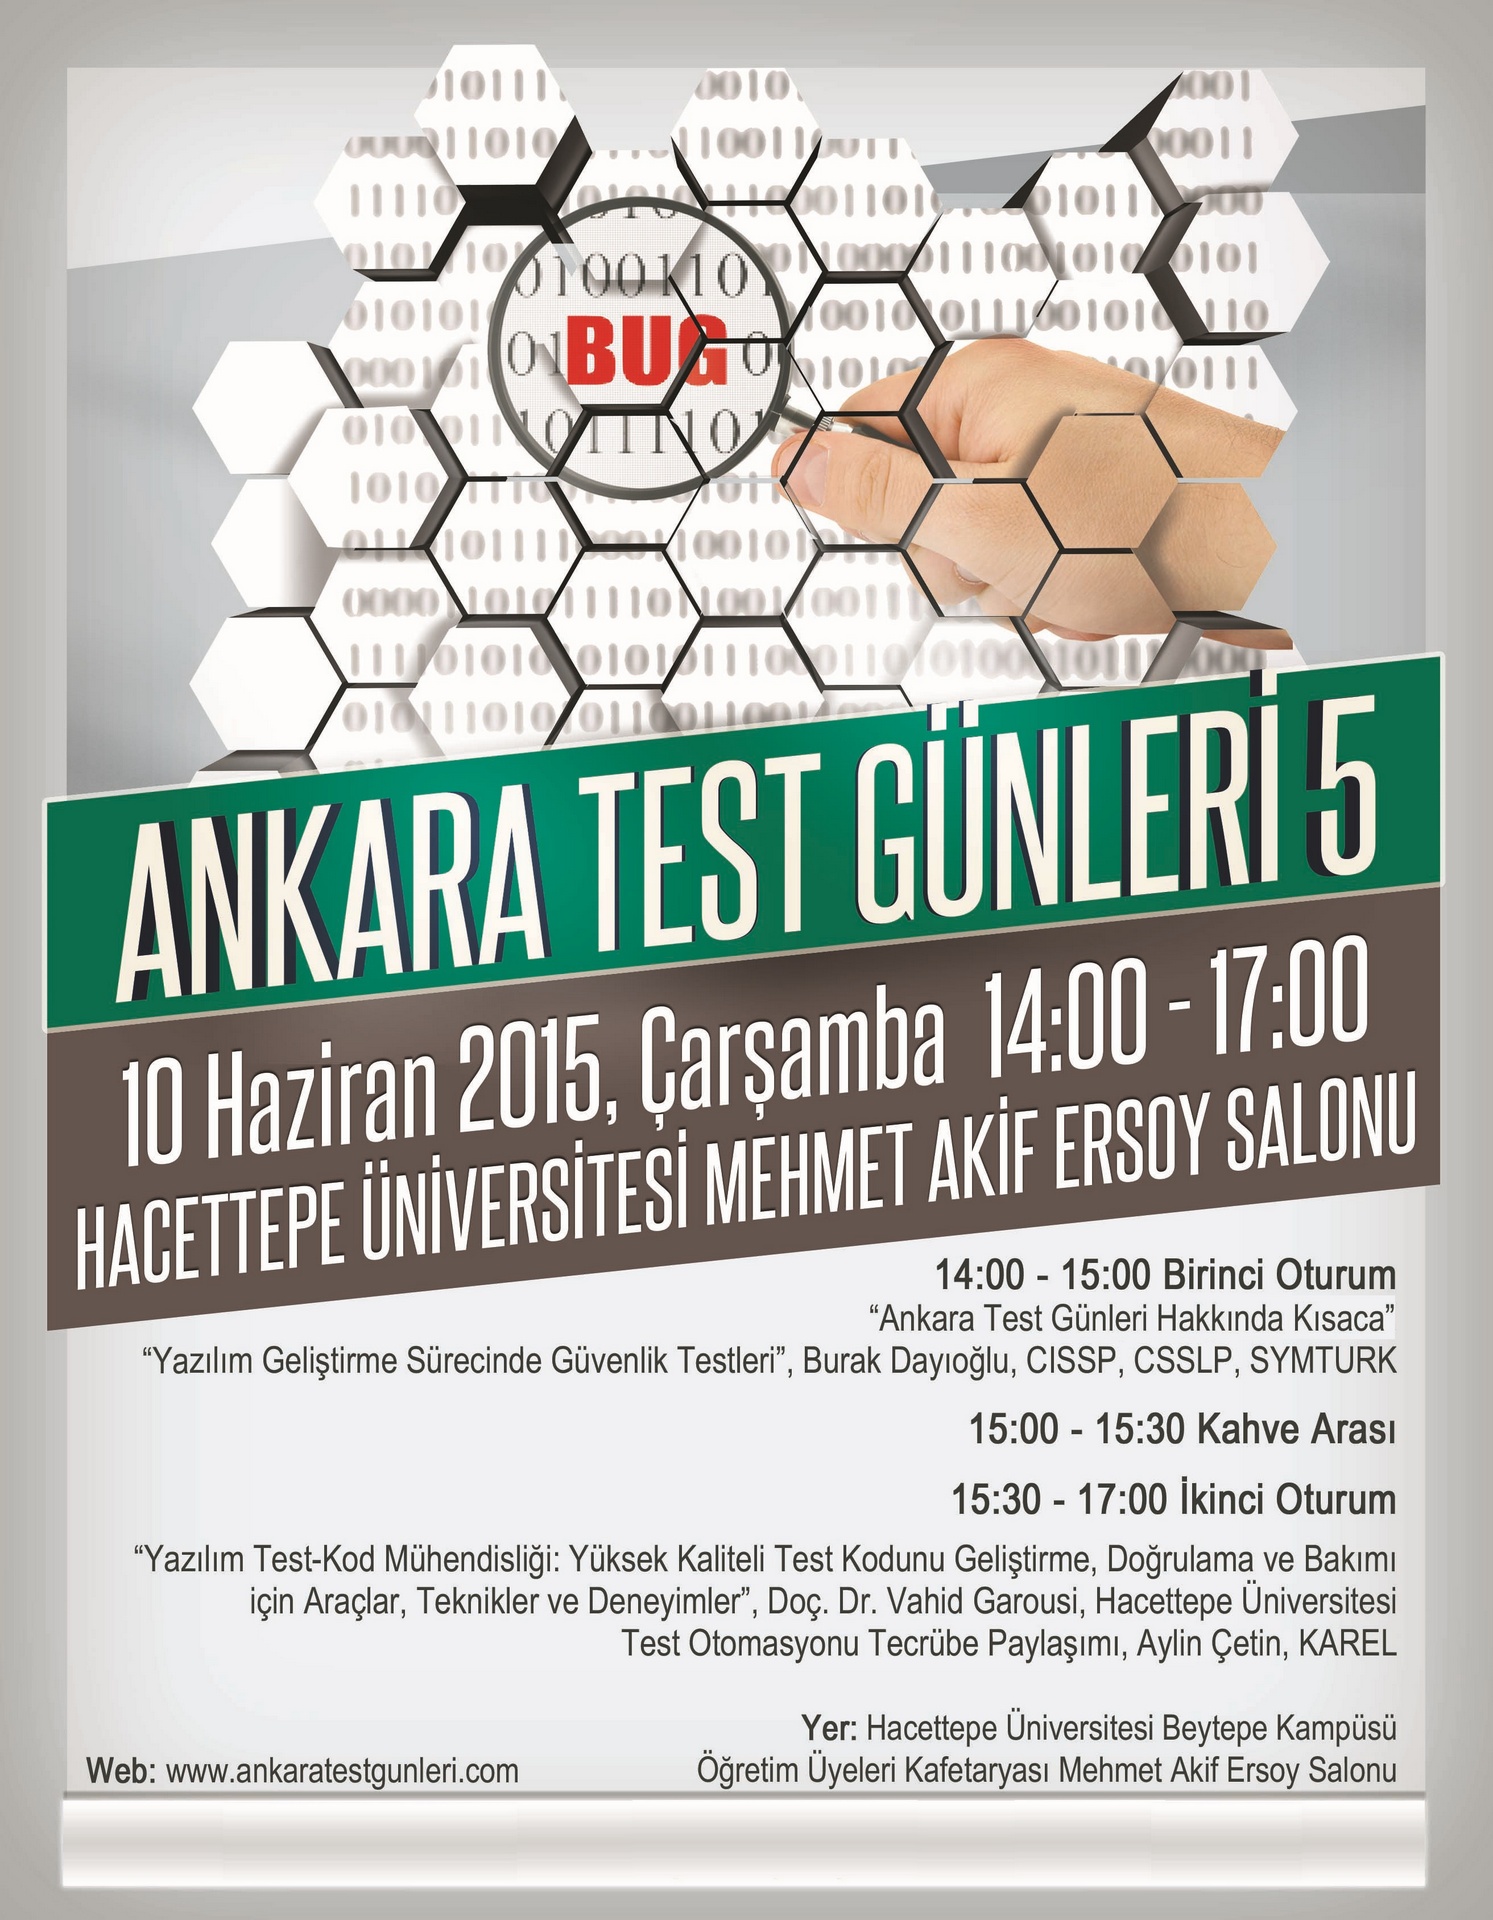 BUG
ANKARA TEST GÜNLERİ 5
10 Haziran 2015, Çarşamba 14:00 - 17:00
HACETTEPE ÜNİVERSİTESİ MEHMET AKİF ERSOY SALONU
14:00 - 15:00 Birinci Oturum
“Ankara Test Günleri Hakkında Kısaca”
“Yazılım Geliştirme Sürecinde Güvenlik Testleri”, Burak Dayıoğlu, CISSP, CSSLP, SYMTURK
15:00 - 15:30 Kahve Arası
15:30 - 17:00 İkinci Oturum
“Yazılım Test-Kod Mühendisliği: Yüksek Kaliteli Test Kodunu Geliştirme, Doğrulama ve Bakımı
için Araçlar, Teknikler ve Deneyimler”, Doç. Dr. Vahid Garousi, Hacettepe Üniversitesi
Test Otomasyonu Tecrübe Paylaşımı, Aylin Çetin, KAREL
Yer: Hacettepe Üniversitesi Beytepe Kampüsü
Öğretim Üyeleri Kafetaryası Mehmet Akif Ersoy Salonu
Web: www.ankaratestgunleri.com